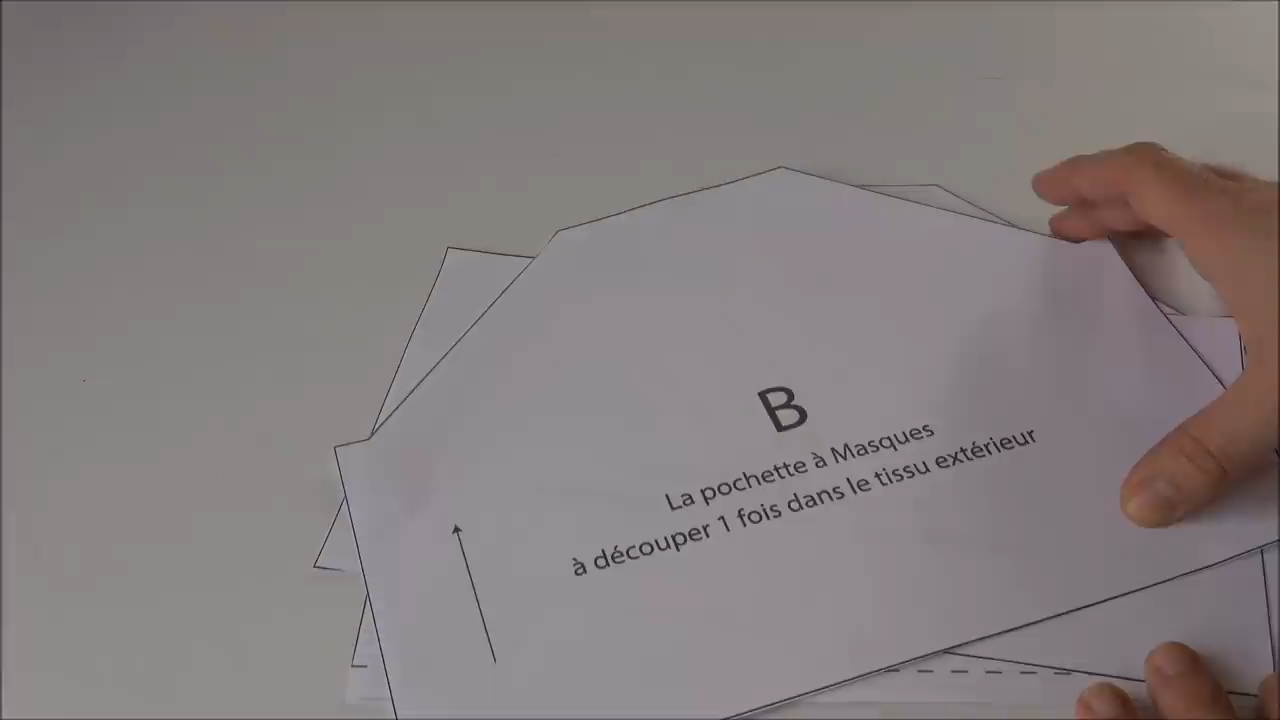 B
La pochette à Masques
à découper 1 fois dans le tissu extérieur